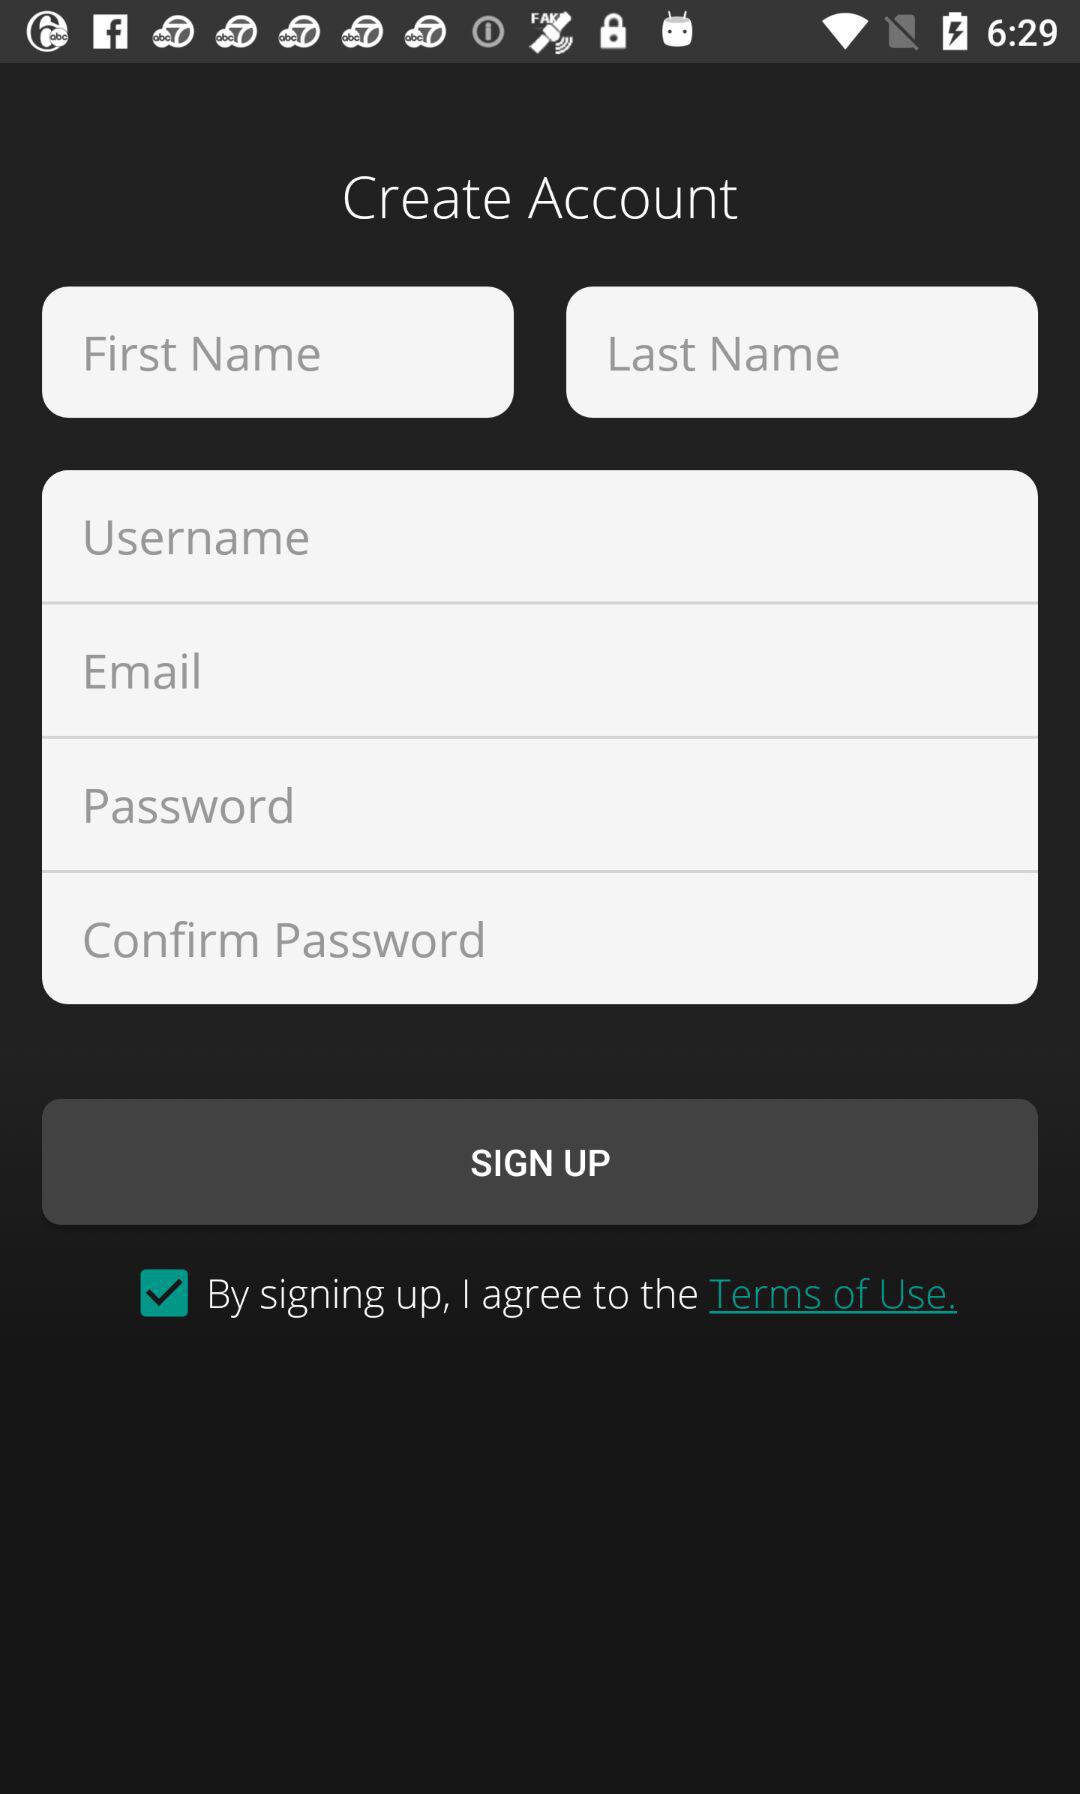 6:29
Create Account
First Name Last Name
Username
Email
Password
Confirm Password
SIGN UP
By signing up, I agree to the Terms of Use.